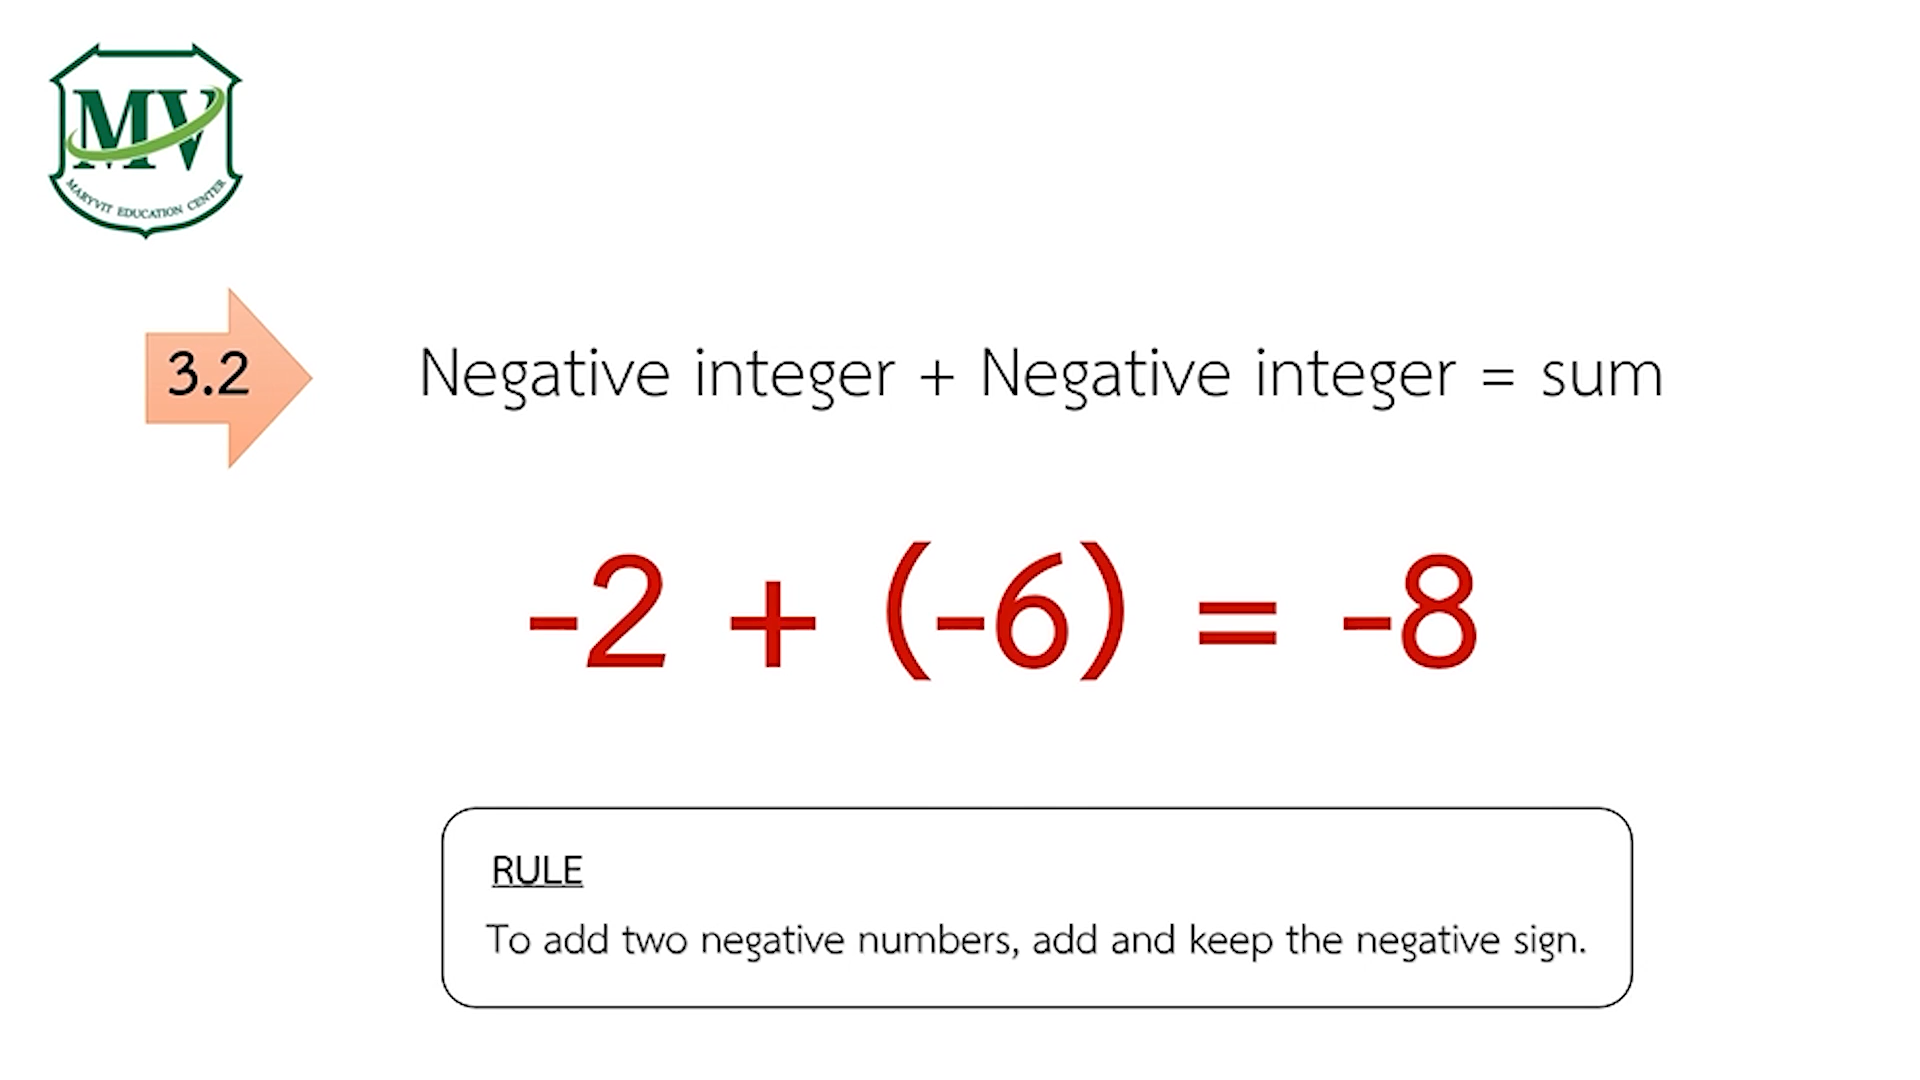 MV
MARYVIT EDUCATION CENTER
3.2
Negative integer + Negative integer = sum
-2 + (-6) = -8
RULE
To add two negative numbers, add and keep the negative sign.